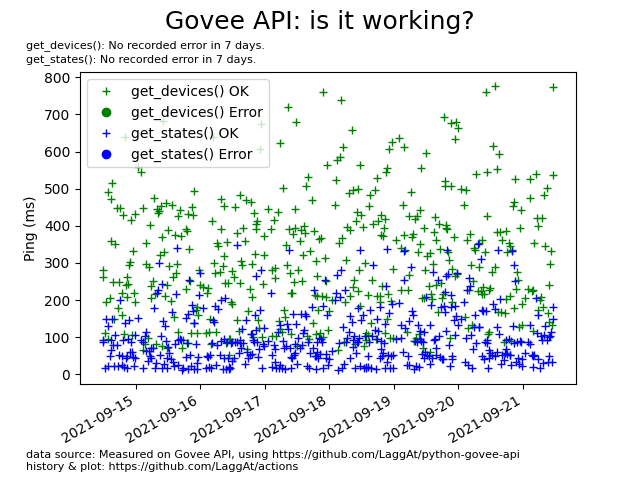 Govee API: is it working?
get_devices(): No recorded error in 7 days.
get_states(): No recorded error in 7 days.
get_devices() OK
get_devices() Error
get_states() OK
get_states() Error
Ping (ms)
800
700
600
500
400
300
200
100
0
2021-09-15
2021-09-16
2021-09-17
2021-09-18
2021-09-19
2021-09-20
2021-09-21
data source: Measured on Govee API, using https://github.com/LaggAt/python-govee-api
history & plot: https://github.com/LaggAt/actions